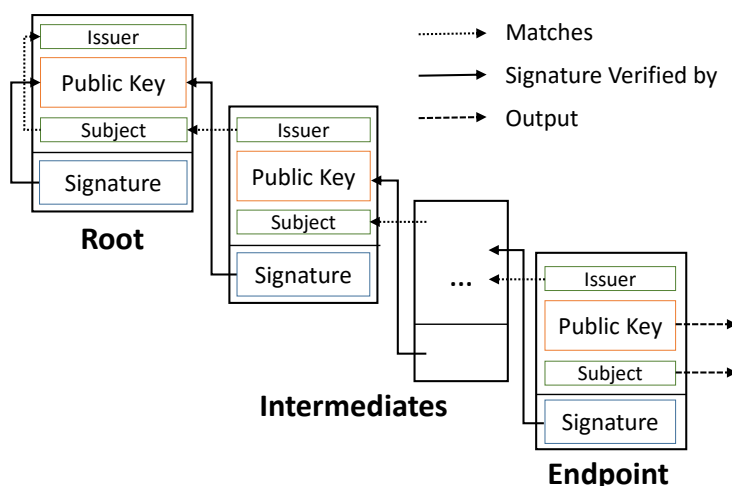 Issuer
Public Key
Subject
Signature
Root
Matches
Signature Verified by
Output
Issuer
Public Key
Subject
Signature
...
Intermediates
Issuer
Public Key
Subject
Signature
Endpoint